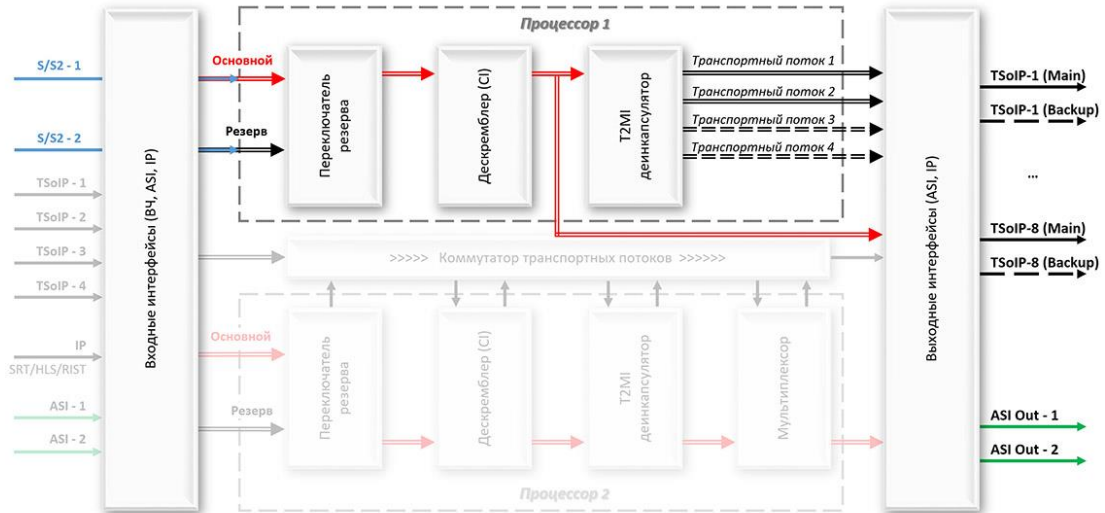 Процессор 1
S/S2 - 1
S/S2 - 2
TSoIP - 1
TSoIP - 2
TSoIP - 3
TSoIP - 4
IP
SRT/HLS/RIST
ASI - 1
ASI - 2
Входные интерфейсы (ВЧ, ASI, IP)
Основной
Резерв
Переключатель
резерва
Дескремблер (CI)
T2MI
деинкапсулятор
Транспортный поток 1
Транспортный поток 2
Транспортный поток 3
Транспортный поток 4
>>>>> Коммутатор транспортных потоков >>>>>>
Основной
Резерв
Переключатель
резерва
Дескремблер (CI)
T2MI
деинкапсулятор
Мультиплексор
Процессор 2
Выходные интерфейсы (ASI, IP)
TSoIP-1 (Main)
TSoIP-1 (Backup)
...
TSoIP-8 (Main)
TSoIP-8 (Backup)
ASI Out - 1
ASI Out - 2